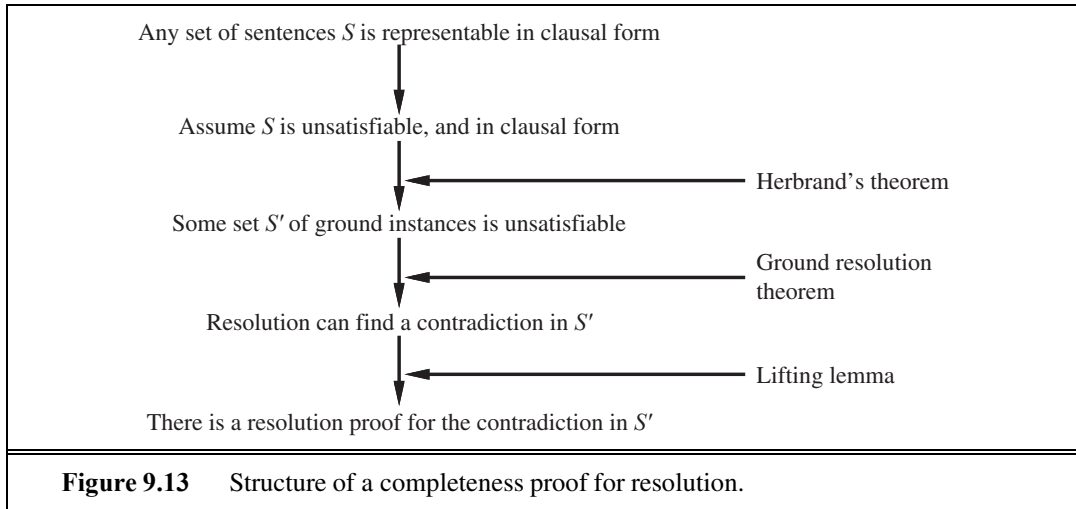 Any set of sentences S is representable in clausal form
Assume S is unsatisfiable, and in clausal form
Herbrand's theorem
Some set S′ of ground instances is unsatisfiable
Ground resolution
theorem
Resolution can find a contradiction in S′
Lifting lemma
There is a resolution proof for the contradiction in S′
Figure 9.13 Structure of a completeness proof for resolution.